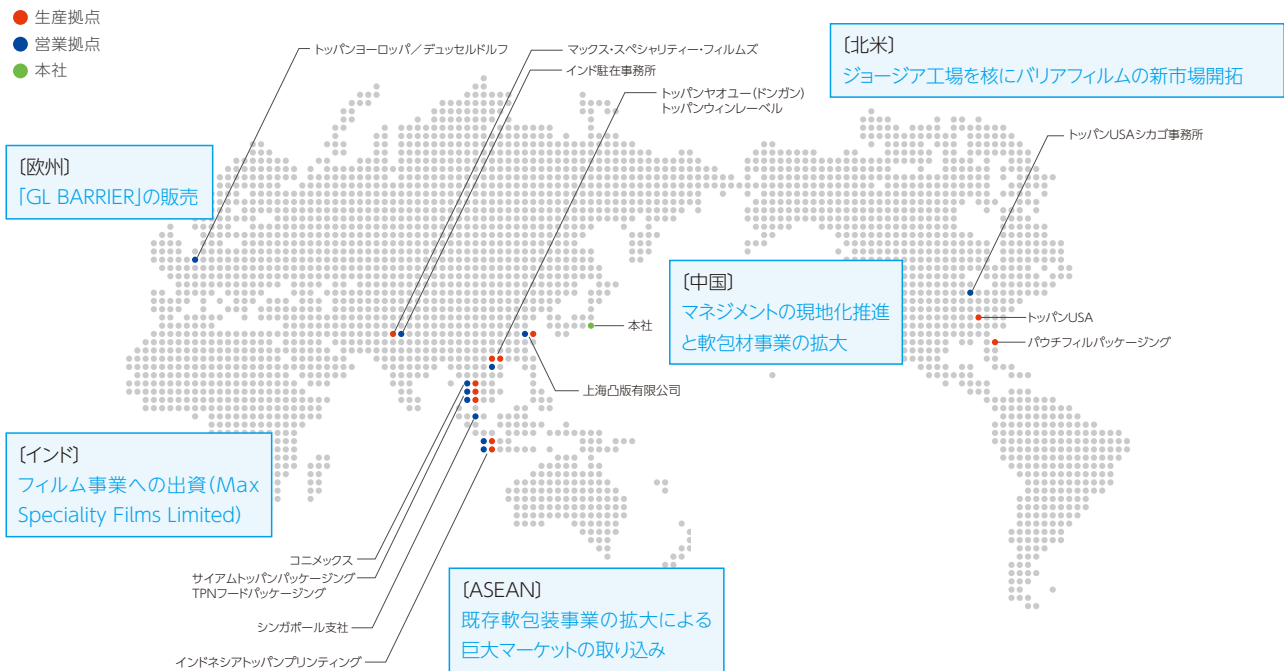 生産拠点
営業拠点
本社
トッパンヨーロッパ／デュッセルドルフ
マックス・スペシャリティー・フィルムズ
インド駐在事務所
トッパンヤオユー(ドンガン)
トッパンウィンレーベル
〔北米〕
ジョージア工場を核にバリアフィルムの新市場開拓
トッパンUSAシカゴ事務所
〔欧州〕
「GL BARRIER」の販売
〔中国〕
マネジメントの現地化推進
と軟包材事業の拡大
本社
トッパンUSA
パウチフィルパッケージング
上海凸版有限公司
〔インド〕
フィルム事業への出資(Max
Speciality Films Limited)
コニメックス
サイアムトッパンパッケージング
TPNフードパッケージング
シンガポール支社
インドネシアトッパンプリンティング
〔ASEAN〕
既存軟包装事業の拡大による
巨大マーケットの取り込み